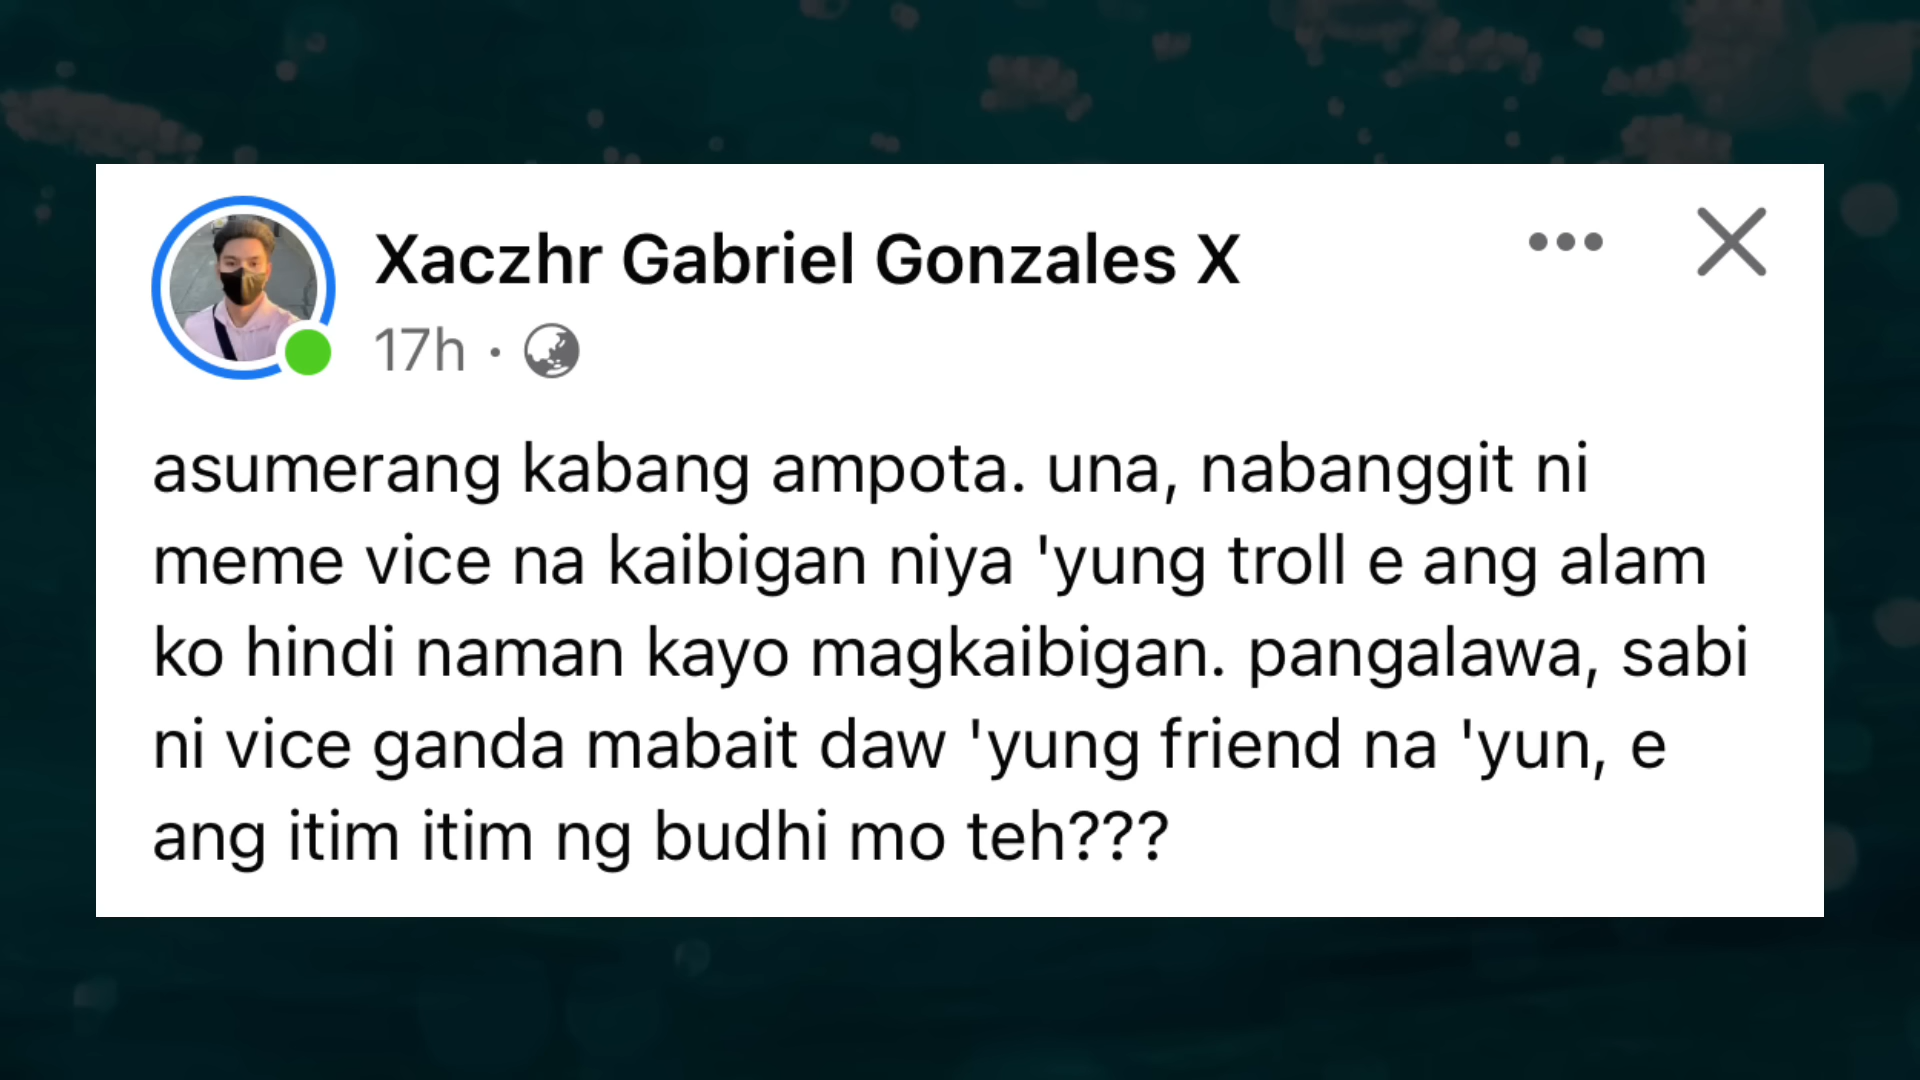 Xaczhr Gabriel Gonzales X
17h ·
asumerang kabang ampota. una, nabanggit ni
meme vice na kaibigan niya 'yung troll e ang alam
ko hindi naman kayo magkaibigan. pangalawa, sabi
ni vice ganda mabait daw 'yung friend na 'yun, e
ang itim itim ng budhi mo teh???